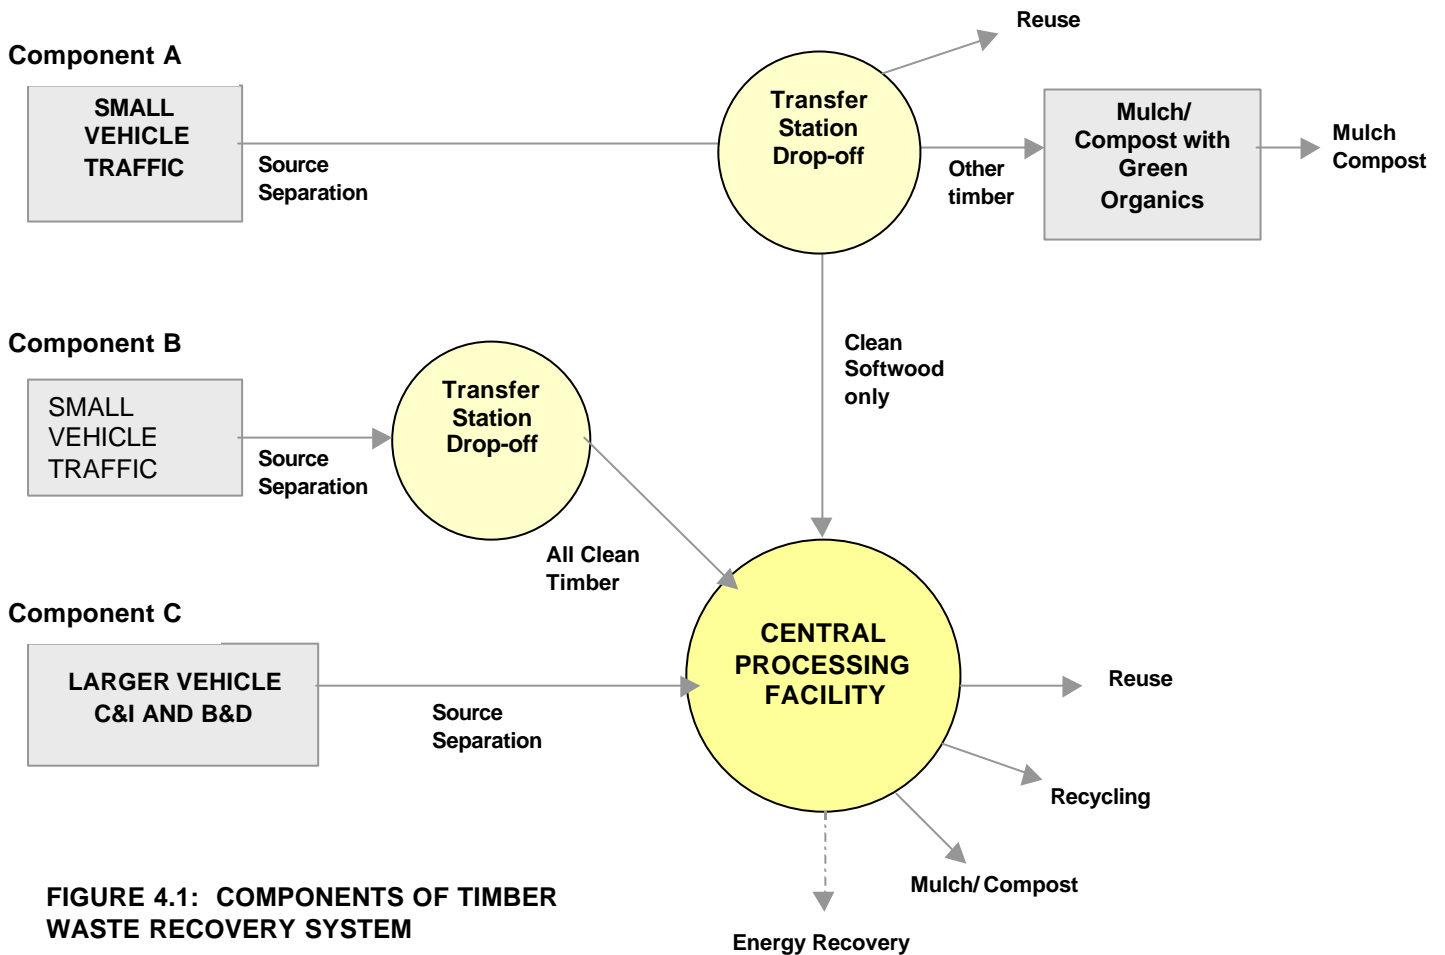 Reuse
Component A
SMALL
VEHICLE
TRAFFIC
Source
Separation
Transfer
Station
Drop-off
Other
timber
Mulch/
Compost with
Green
Organics
Mulch
Compost
Component B
SMALL
VEHICLE
TRAFFIC
Source
Separation
Transfer
Station
Drop-off
Clean
Softwood
only
All Clean
Timber
Component C
LARGER VEHICLE
C&I AND B&D
Source
Separation
CENTRAL
PROCESSING
FACILITY
Reuse
Recycling
Mulch/ Compost
Energy Recovery
FIGURE 4.1: COMPONENTS OF TIMBER
WASTE RECOVERY SYSTEM